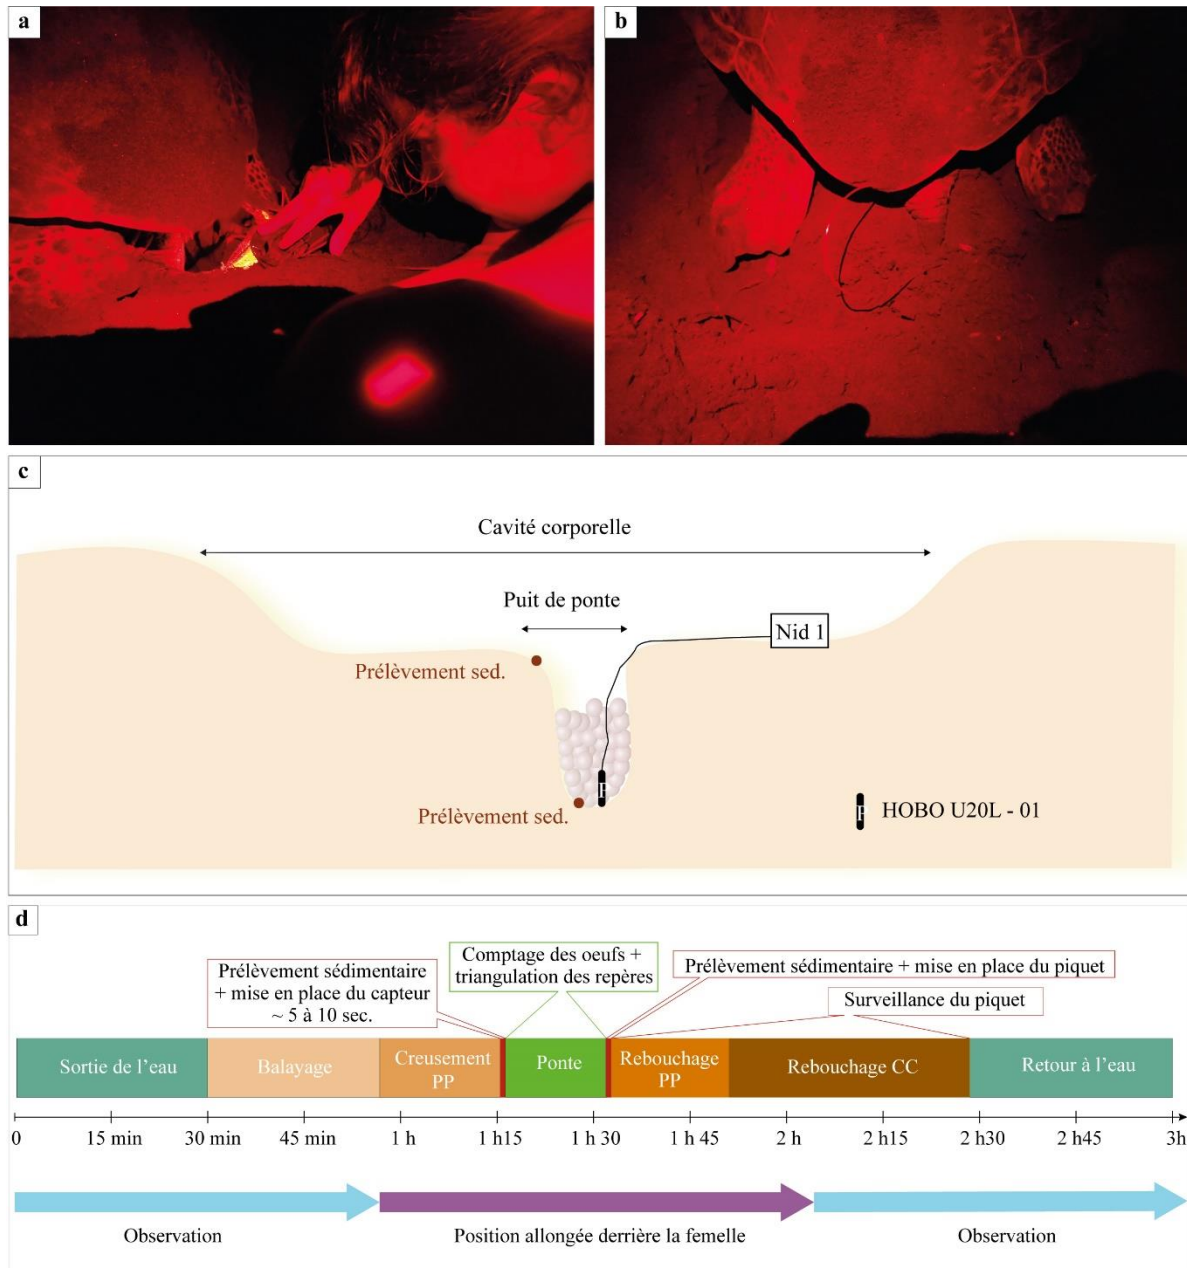 a
b
c
Cavité corporelle
Puit de ponte
Nid 1
Prélèvement sed.
P
Prélèvement sed.
P
HOBO U20L - 01
d
Prélèvement sédimentaire
+ mise en place du capteur
~ 5 à 10 sec.
Comptage des oeufs +
triangulation des repères
Prélèvement sédimentaire + mise en place du piquet
Surveillance du piquet
Sortie de l'eau
Balayage
Creusement
PP
Ponte
Rebouchage
PP
Rebouchage CC
Retour à l'eau
0
15 min
30 min
45 min
1 h
1 h15
1 h 30
1 h 45
2 h
2 h15
2 h30
2 h45
3h
Observation
Position allongée derrière la femelle
Observation